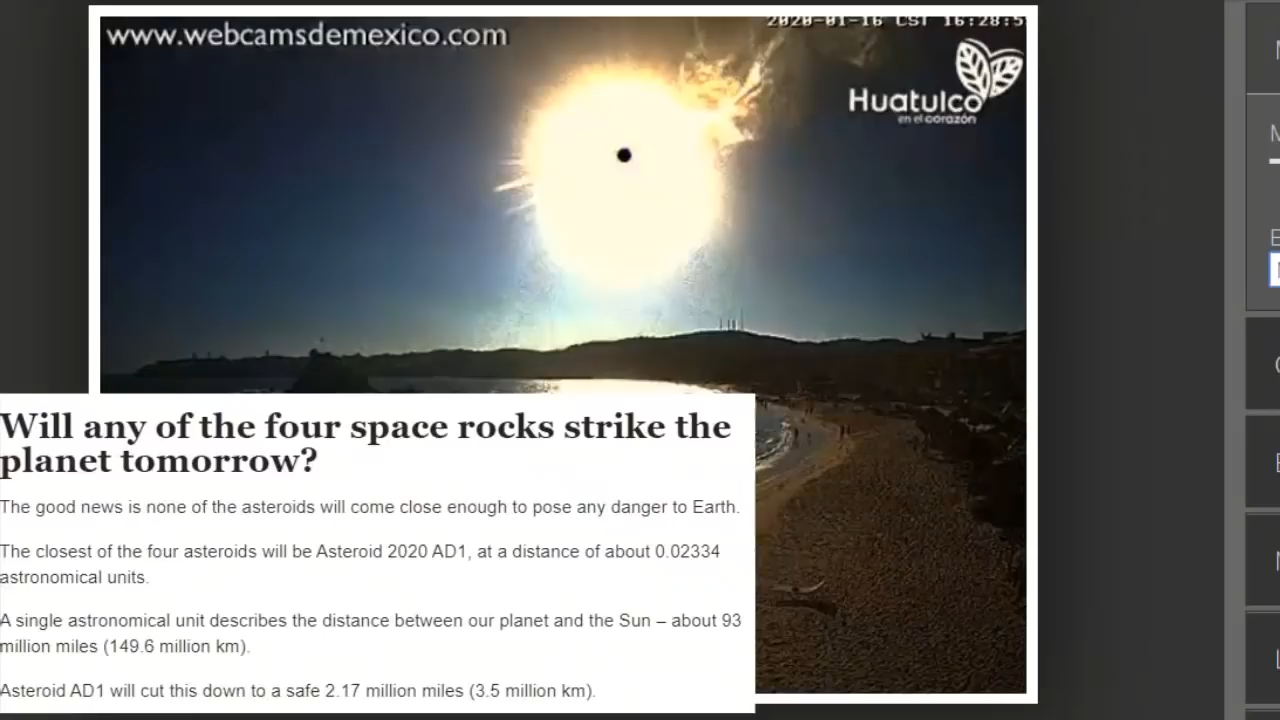 2020-01-16 CST 16:28:5
www.webcamsdemexico.com
Huatulco
en el corazón
Will any of the four space rocks strike the
planet tomorrow?
The good news is none of the asteroids will come close enough to pose any danger to Earth.
The closest of the four asteroids will be Asteroid 2020 AD1, at a distance of about 0.02334
astronomical units.
A single astronomical unit describes the distance between our planet and the Sun – about 93
million miles (149.6 million km).
Asteroid AD1 will cut this down to a safe 2.17 million miles (3.5 million km).